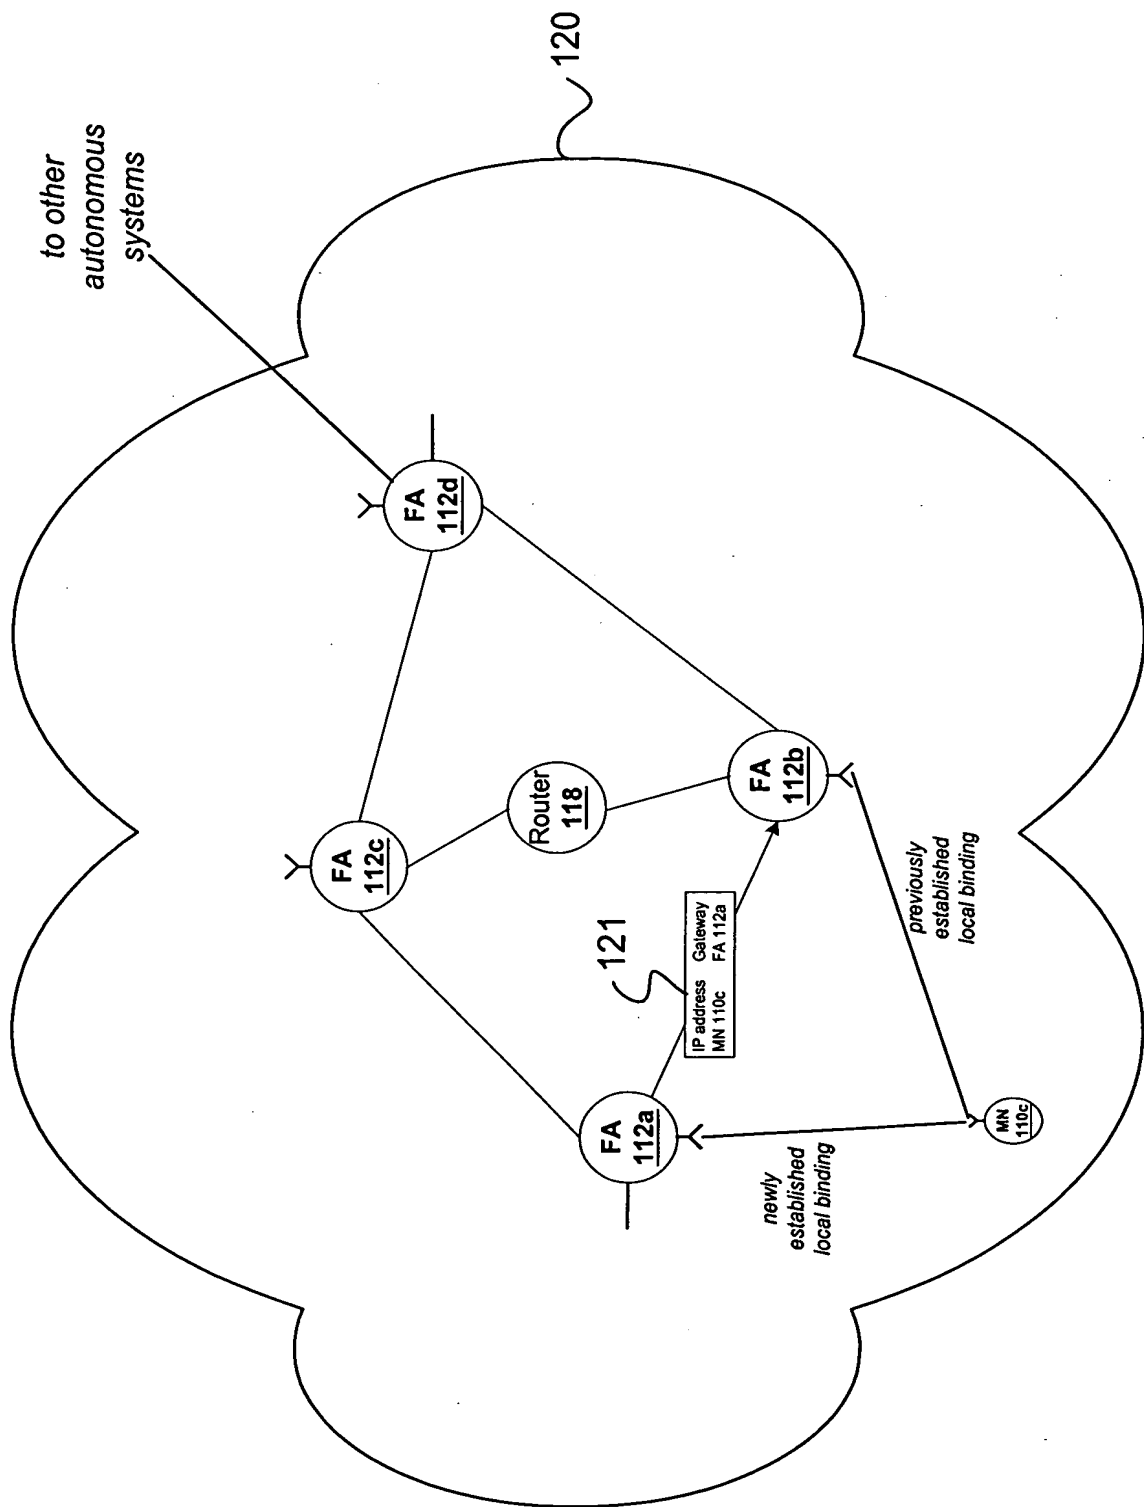 to other
autonomous
systems
120
FA
112d
FA
112c
Router
118
FA
112b
121
IP address Gateway
MN 110c FA 112a
FA
112a
previously
established
local binding
newly
established
local binding
MN
110c